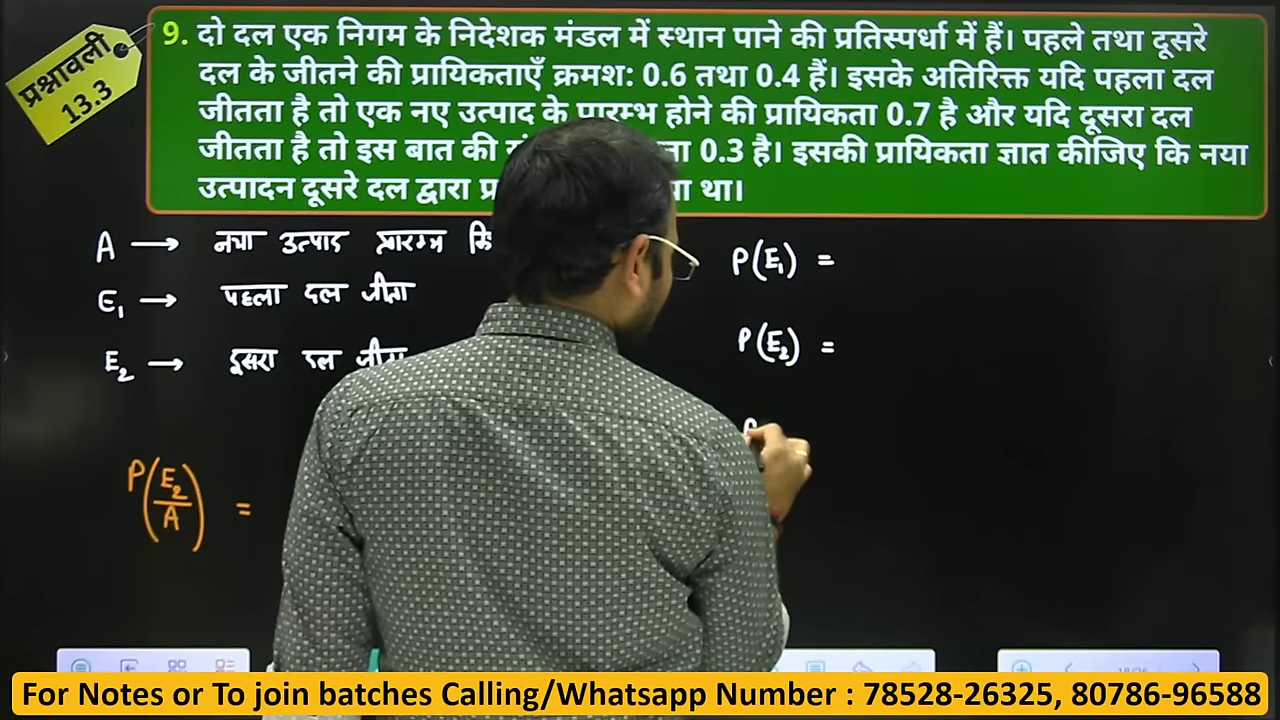 प्रश्नावली
13.3
9. दो दल एक निगम के निदेशक मंडल में स्थान पाने की प्रतिस्पर्धा में हैं। पहले तथा दूसरे
दल के जीतने की प्रायिकताएँ क्रमश: 0.6 तथा 0.4 हैं। इसके अतिरिक्त यदि पहला दल
जीतता है तो एक नए उत्पाद के प्रारम्भ होने की प्रायिकता 0.7 है और यदि दूसरा दल
जीतता है तो इस बात की 0.3 है। इसकी प्रायिकता ज्ञात कीजिए कि नया
उत्पादन दूसरे दल द्वारा था।
A → नया उत्पाद प्रारम्भ
E₁ → पहला दल जीता
E₂ → दूसरा दल जीता
P(E₂/A) =
P(E₁) =
P(E₂) =
For Notes or To join batches Calling/Whatsapp Number : 78528-26325, 80786-96588